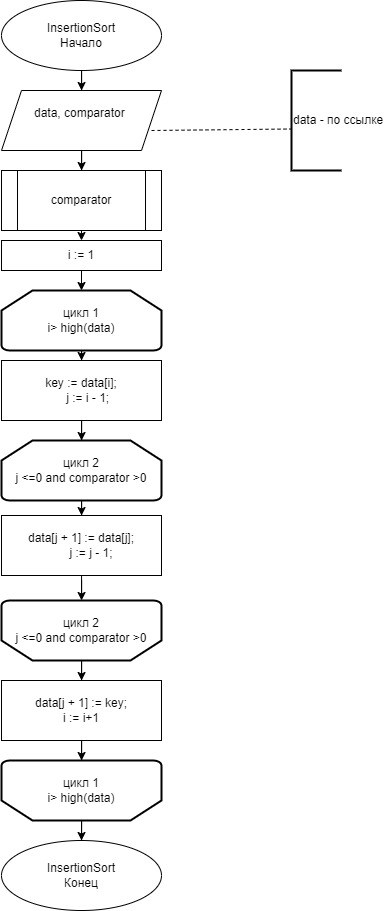 InsertionSort
Начало
data, comparator
data - по ссылке
comparator
i := 1
цикл 1
i> high(data)
key := data[i];
j := i - 1;
цикл 2
j <=0 and comparator >0
data[j + 1] := data[j];
j := j - 1;
цикл 2
j <=0 and comparator >0
data[j + 1] := key;
i := i+1
цикл 1
i> high(data)
InsertionSort
Конец